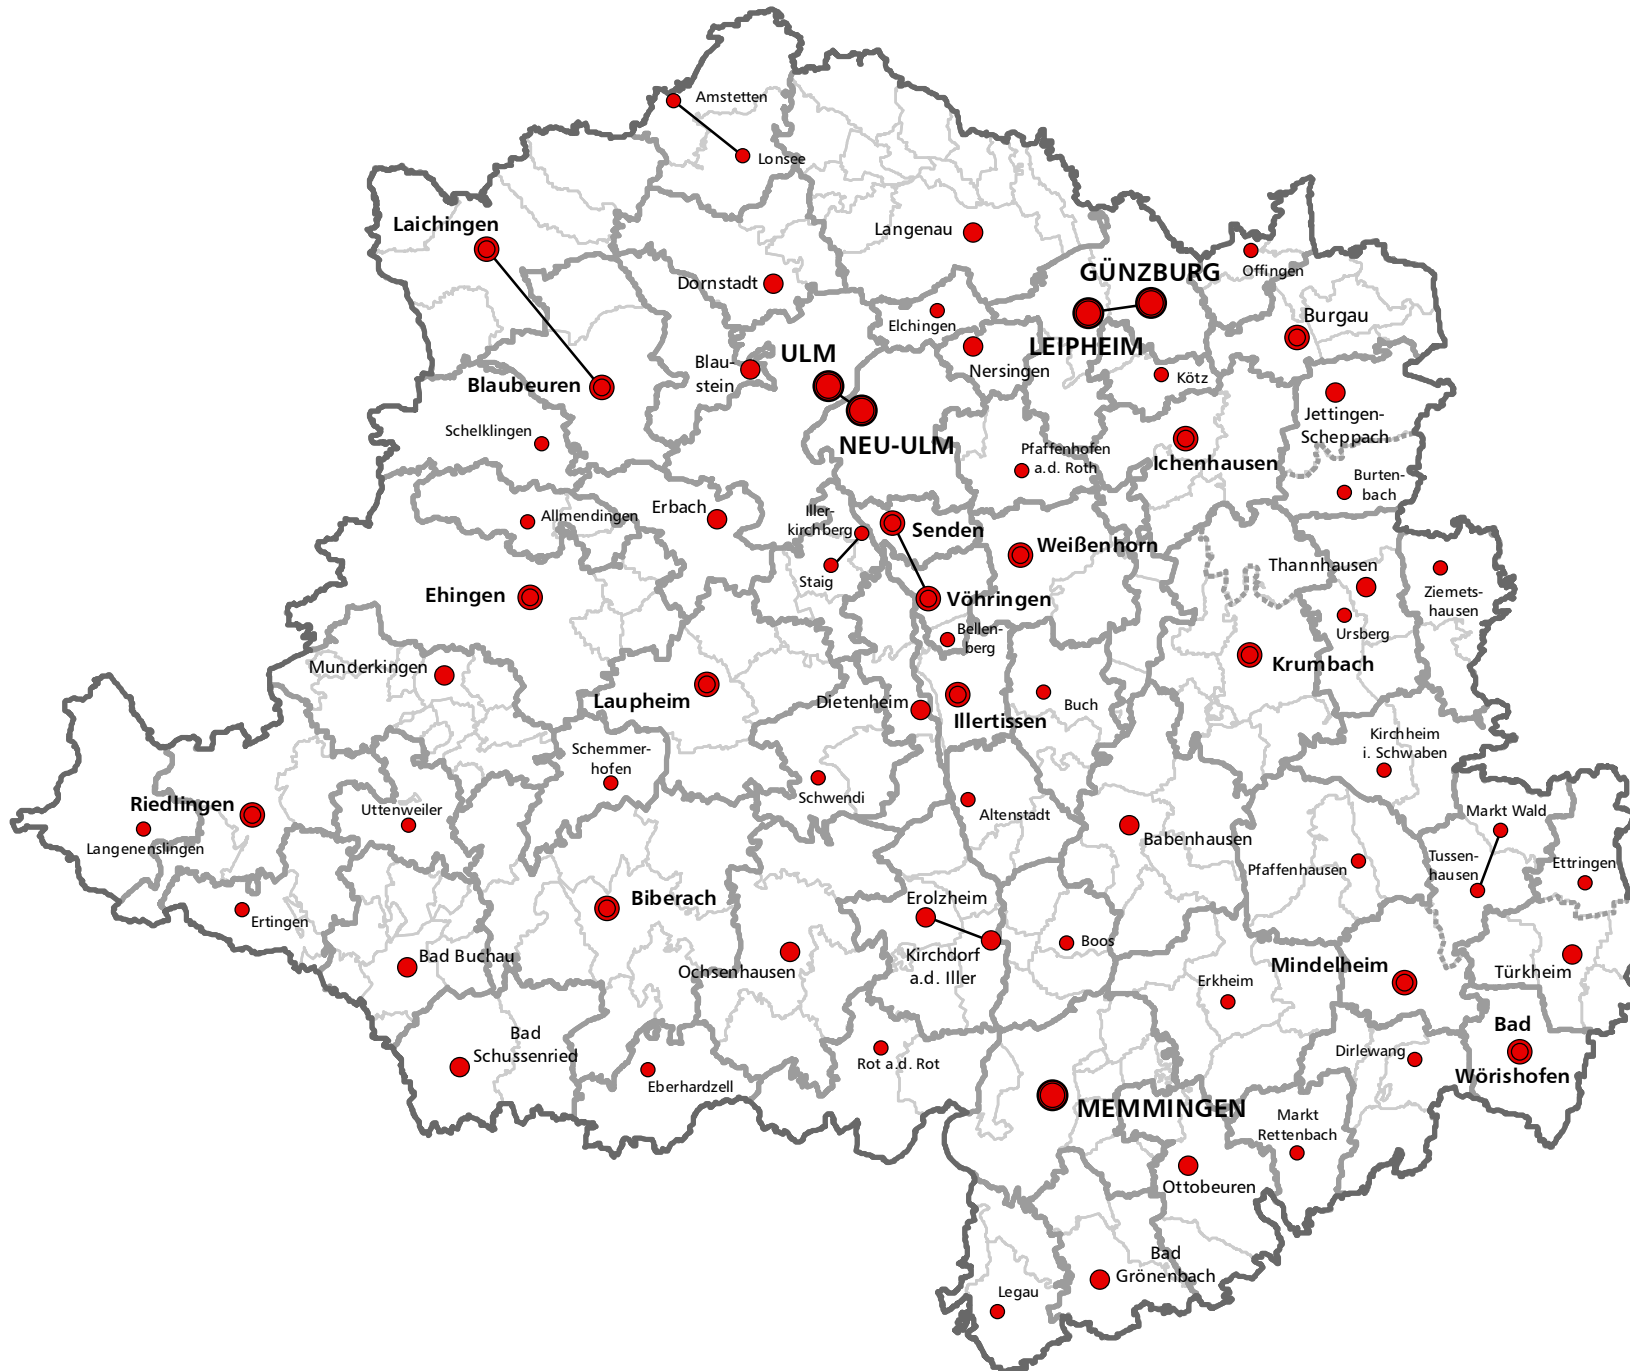 Amstetten
Lonsee
Laichingen
Langenau
GÜNZBURG
Offingen
Dornstadt
Elchingen
Burgau
LEIPHEIM
ULM
Blau-
stein
Nersingen
Kötz
Blaubeuren
Jettingen-
Scheppach
Schelklingen
NEU-ULM
Pfaffenhofen
a.d. Roth
Ichenhausen
Burten-
bach
Allmendingen
Erbach
Iller-
kirchberg
Senden
Weißenhorn
Staig
Thannhausen
Ziemets-
hausen
Ehingen
Vöhringen
Ursberg
Bellen-
berg
Munderkingen
Krumbach
Laupheim
Dietenheim
Illertissen
Buch
Schemmer-
hofen
Kirchheim
i. Schwaben
Riedlingen
Uttenweiler
Schwendi
Altenstadt
Markt Wald
Langenenslingen
Babenhausen
Pfaffenhausen
Tussen-
hausen
Ettringen
Ertingen
Biberach
Erolzheim
Boos
Bad Buchau
Ochsenhausen
Kirchdorf
a.d. Iller
Erkheim
Mindelheim
Türkheim
Bad
Schussenried
Eberhardzell
Rot a.d. Rot
Dirlewang
Bad
Wörishofen
MEMMINGEN
Markt
Rettenbach
Ottobeuren
Bad
Grönenbach
Legau